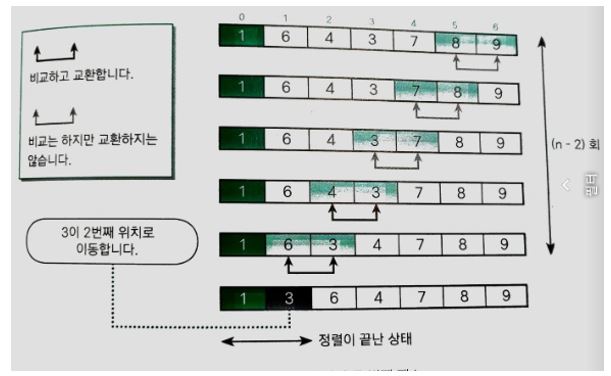 0 1 2 3 4 5 6
1 6 4 3 7 8 9
비교하고 교환합니다.
1 6 4 3 7 8 9
비교는 하지만 교환하지는
않습니다.
1 6 4 3 7 8 9
(n - 2) 회
1 6 4 3 7 8 9
3이 2번째 위치로
이동합니다.
1 6 3 4 7 8 9
1 3 6 4 7 8 9
정렬이 끝난 상태